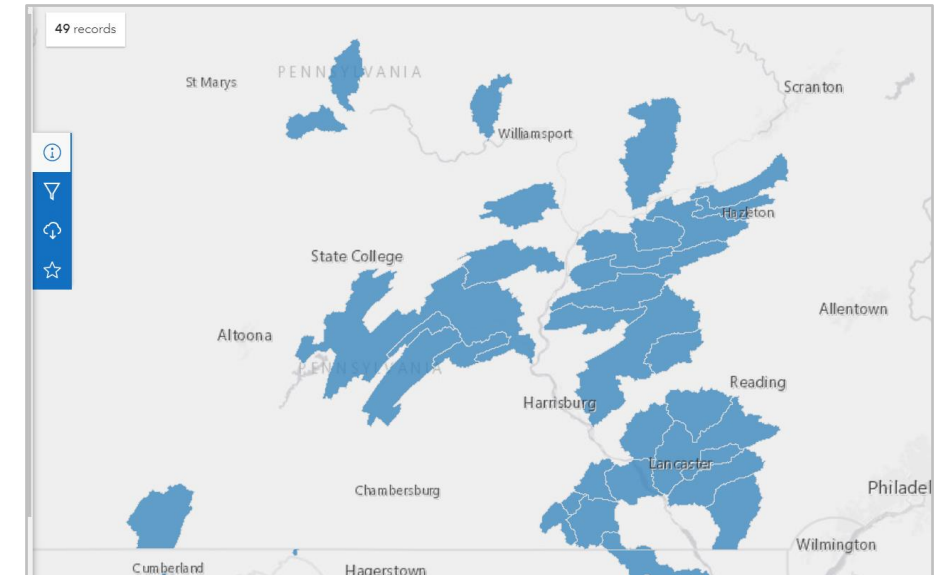 49 records
PENNSYLVANIA
St Marys
Scranton
Williamsport
Hazleton
State College
Allentown
Altoona
PENNSYLVANIA
Reading
Harrisburg
Lancaster
Chambersburg
Philadel
Wilmington
Cumberland
Hagerstown